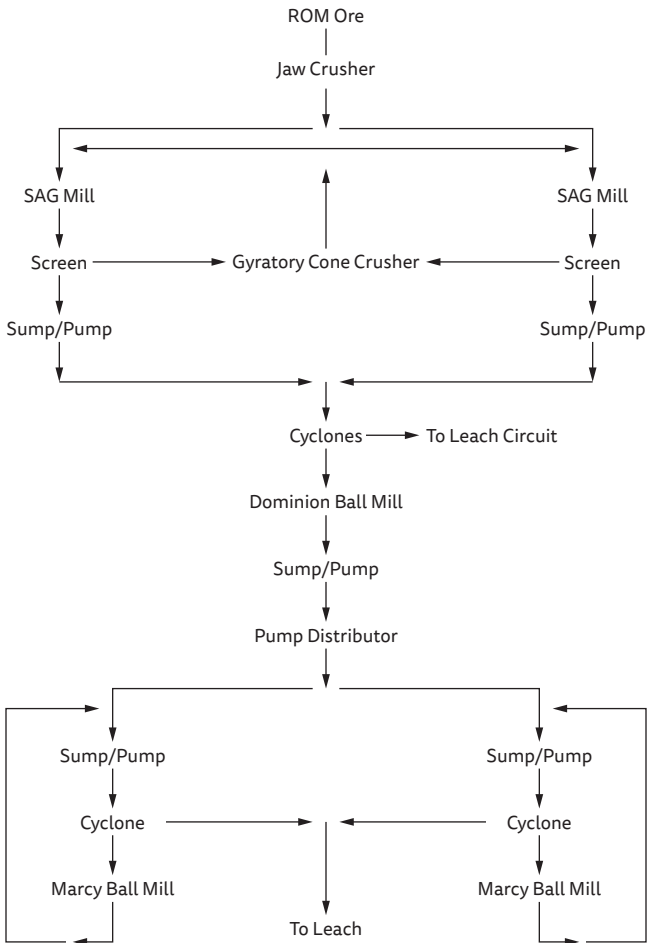 ROM Ore
Jaw Crusher
SAG Mill
SAG Mill
Screen
Gyratory Cone Crusher
Screen
Sump/Pump
Sump/Pump
Cyclones
To Leach Circuit
Dominion Ball Mill
Sump/Pump
Pump Distributor
Sump/Pump
Sump/Pump
Cyclone
Cyclone
Marcy Ball Mill
Marcy Ball Mill
To Leach